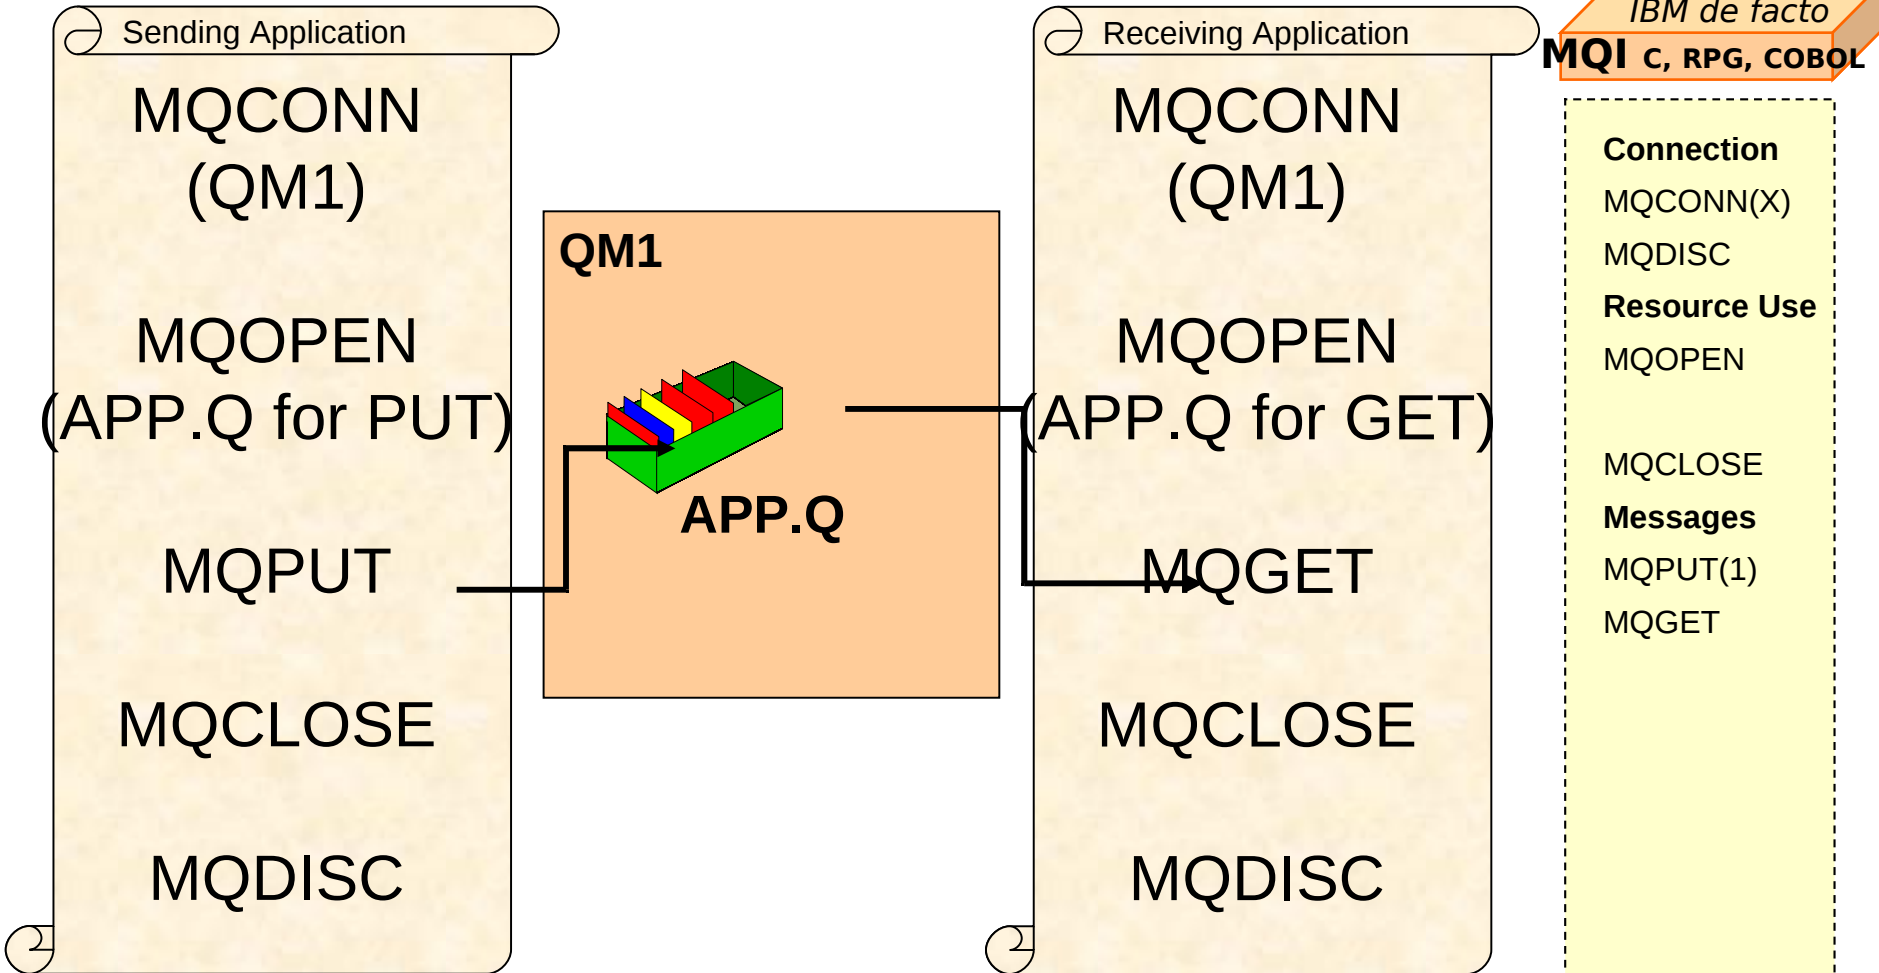 Sending Application
MQCONN
(QM1)
MQOPEN
(APP.Q for PUT)
MQPUT
MQCLOSE
MQDISC
QM1
APP.Q
Receiving Application
MQCONN
(QM1)
MQOPEN
(APP.Q for GET)
MQGET
MQCLOSE
MQDISC
IBM de facto
MQI C, RPG, COBOL
Connection
MQCONN(X)
MQDISC
Resource Use
MQOPEN
MQCLOSE
Messages
MQPUT(1)
MQGET